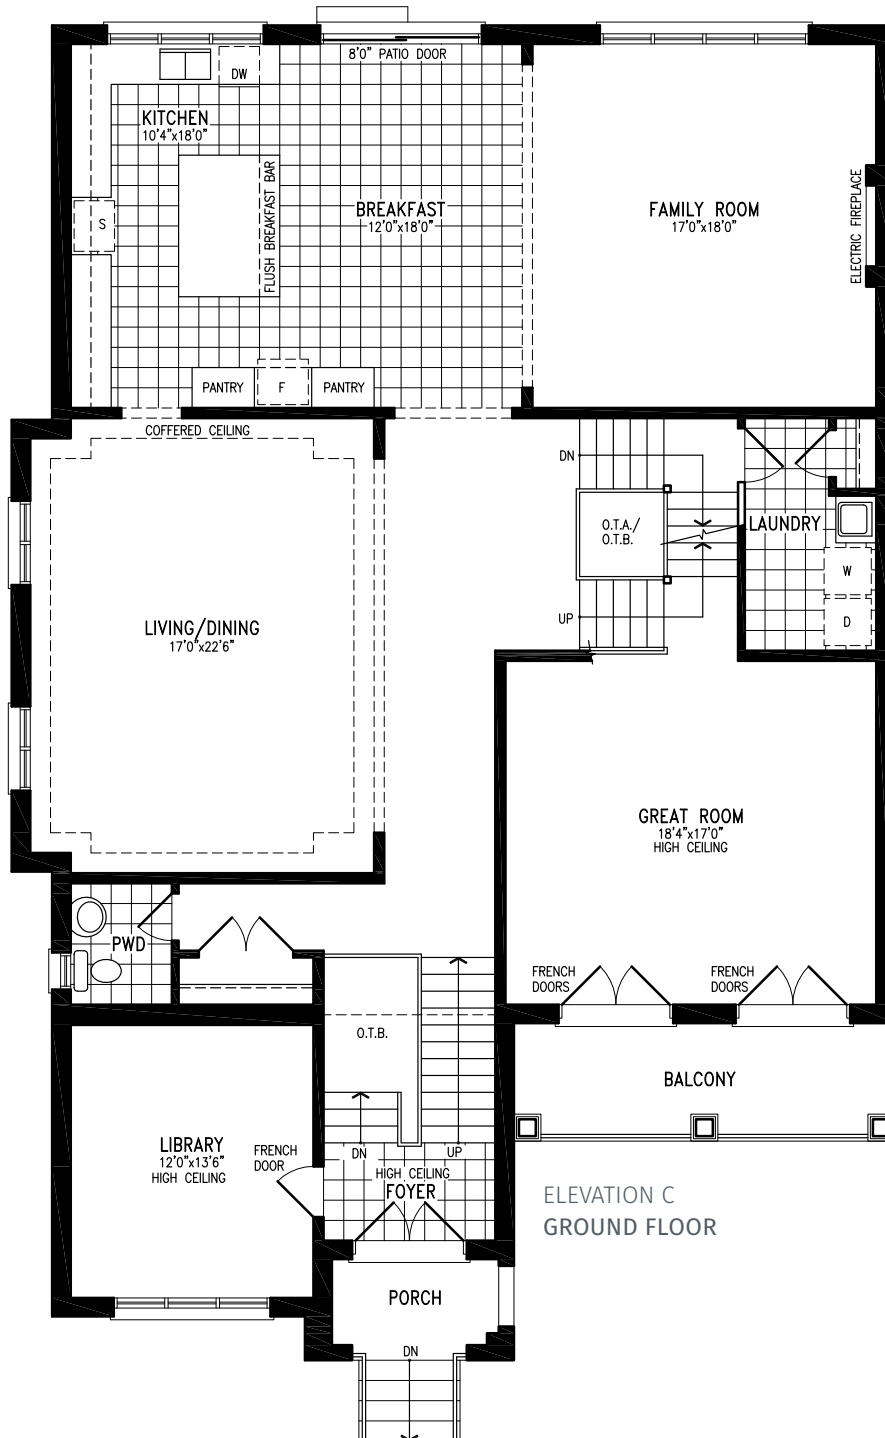 8'0" PATIO DOOR
DW
KITCHEN
10'4"x18'0"
S
FLUSH BREAKFAST BAR
BREAKFAST
12'0"x18'0"
FAMILY ROOM
17'0"x18'0"
ELECTRIC FIREPLACE
PANTRY
F
PANTRY
COFFERED CEILING
DN
O.T.A./
O.T.B.
LAUNDRY
W
D
UP
LIVING/DINING
17'0"x22'6"
GREAT ROOM
18'4"x17'0"
HIGH CEILING
PWD
FRENCH
DOORS
FRENCH
DOORS
O.T.B.
BALCONY
LIBRARY
12'0"x13'6"
HIGH CEILING
FRENCH
DOOR
DN
UP
HIGH CEILING
FOYER
ELEVATION C
GROUND FLOOR
PORCH
DN